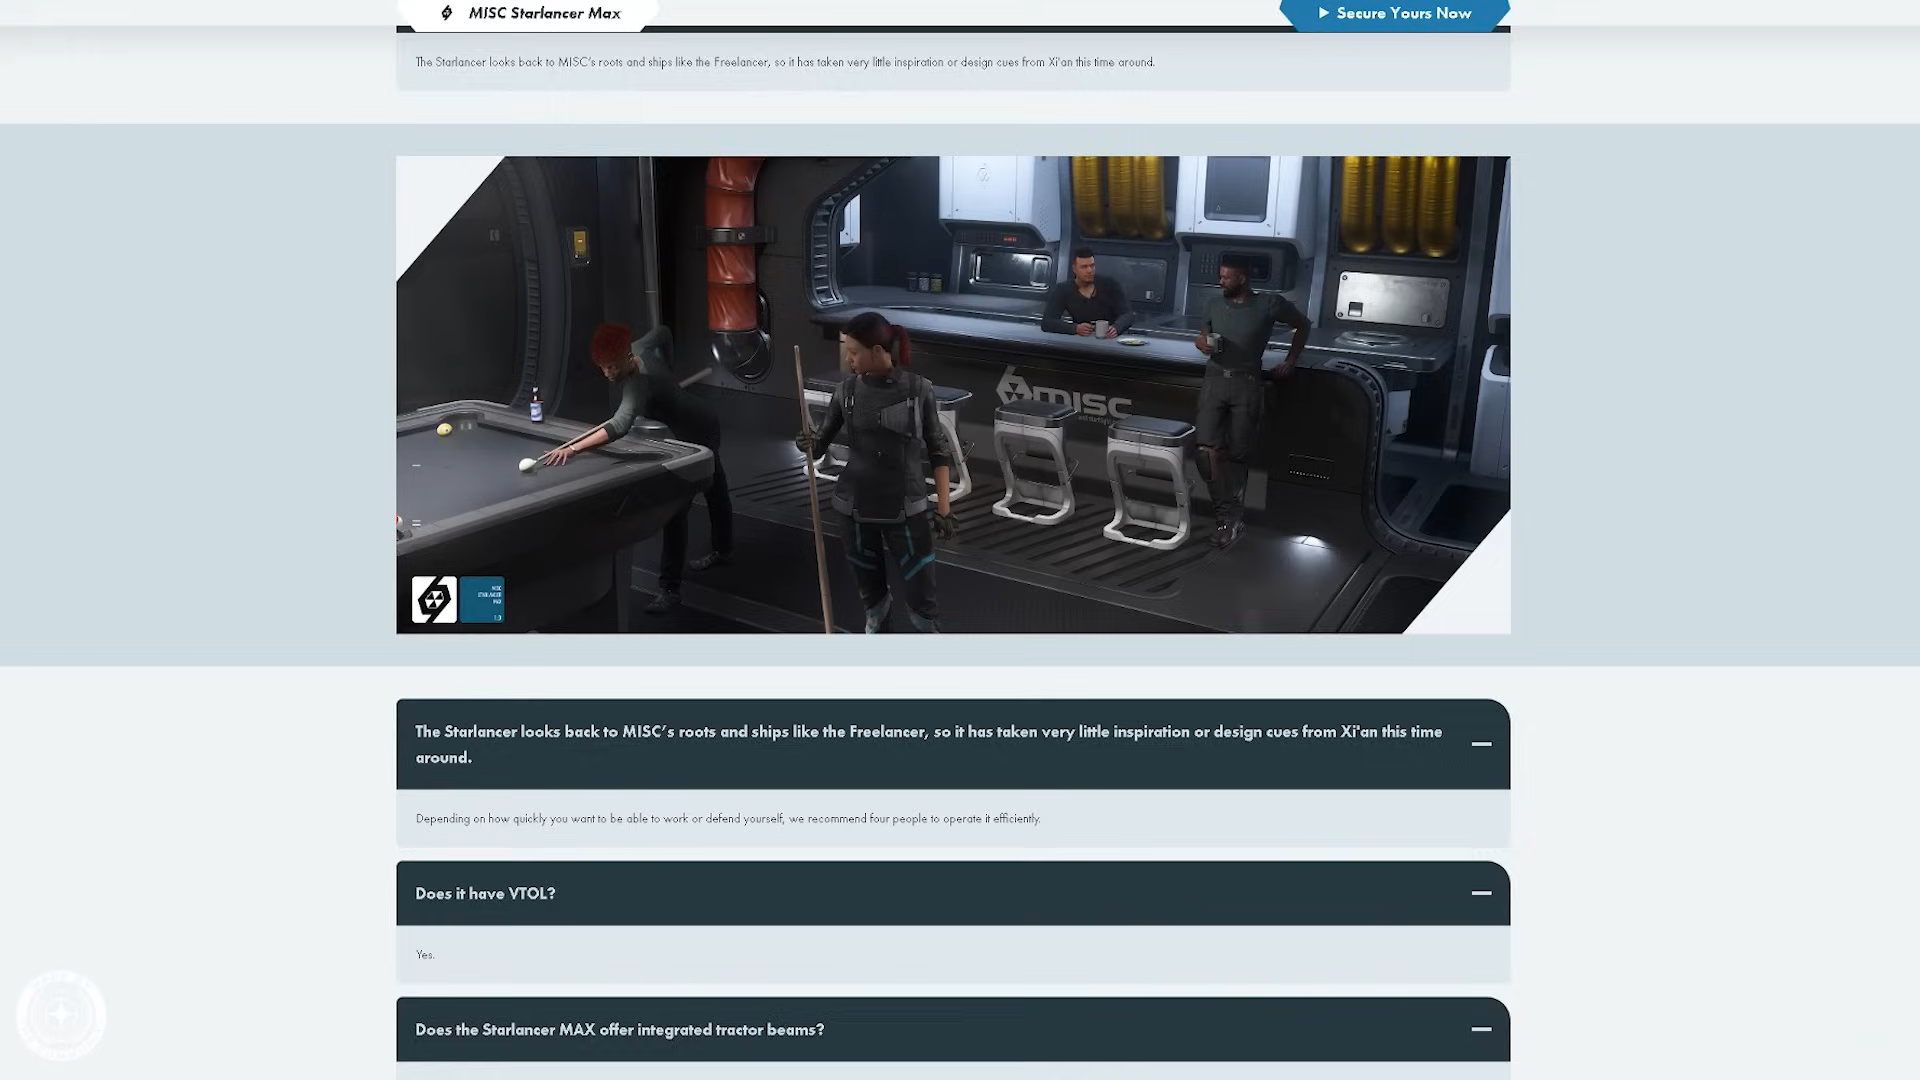 MISC Starlancer Max
Secure Yours Now
The Starlancer looks back to MISC's roots and ships like the Freelancer, so it has taken very little inspiration or design cues from Xi'an this time around.
MISC
MISC
STARLANCER
MAX
1.0
The Starlancer looks back to MISC's roots and ships like the Freelancer, so it has taken very little inspiration or design cues from Xi'an this time
around.
Depending on how quickly you want to be able to work or defend yourself, we recommend four people to operate it efficiently.
Does it have VTOL?
Yes.
Does the Starlancer MAX offer integrated tractor beams?